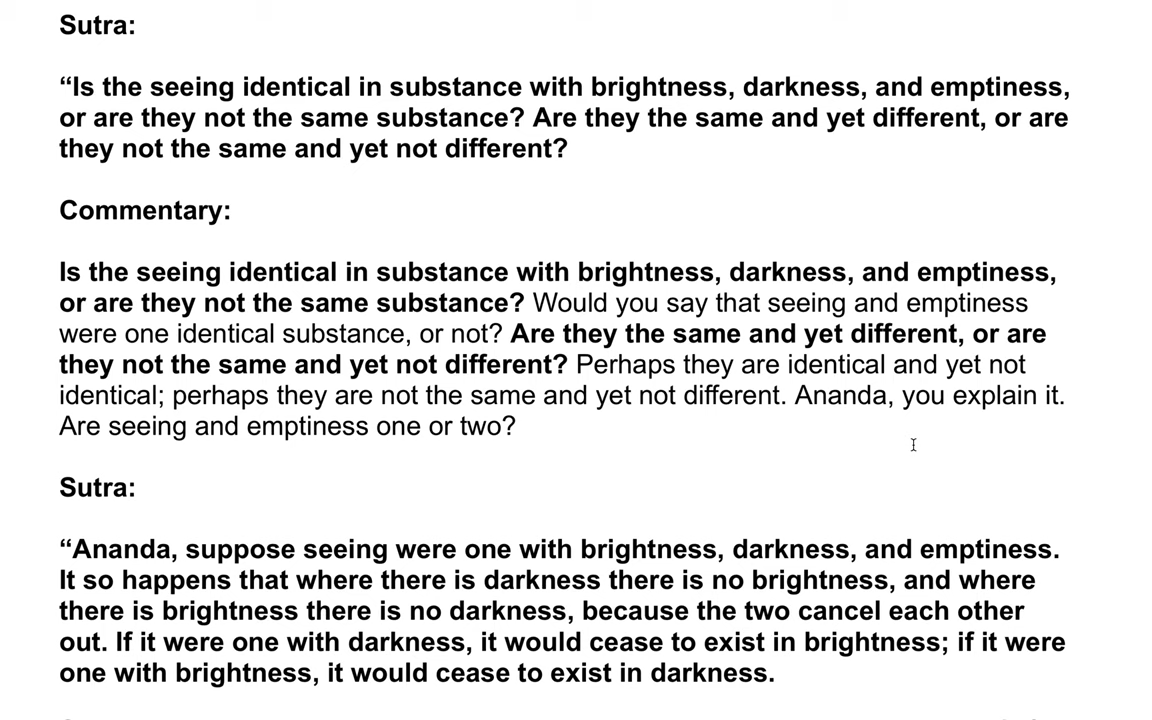 Sutra:
“Is the seeing identical in substance with brightness, darkness, and emptiness,
or are they not the same substance? Are they the same and yet different, or are
they not the same and yet not different?
Commentary:
Is the seeing identical in substance with brightness, darkness, and emptiness,
or are they not the same substance? Would you say that seeing and emptiness
were one identical substance, or not? Are they the same and yet different, or are
they not the same and yet not different? Perhaps they are identical and yet not
identical; perhaps they are not the same and yet not different. Ananda, you explain it.
Are seeing and emptiness one or two?
Sutra:
“Ananda, suppose seeing were one with brightness, darkness, and emptiness.
It so happens that where there is darkness there is no brightness, and where
there is brightness there is no darkness, because the two cancel each other
out. If it were one with darkness, it would cease to exist in brightness; if it were
one with brightness, it would cease to exist in darkness.